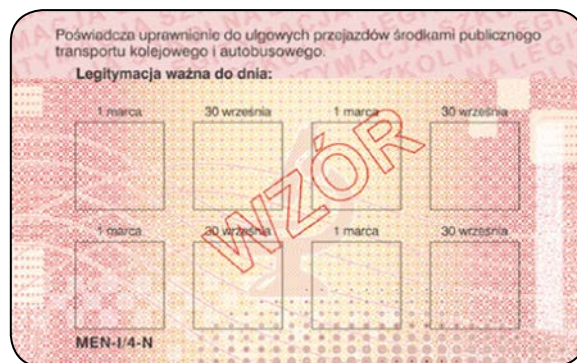 Poświadcza uprawnienie do ulgowych przejazdów środkami publicznego
transportu kolejowego i autobusowego.
Legitymacja ważna do dnia:
1 marca 30 września 1 marca 30 września
WZÓR
1 marca 30 września 1 marca 30 września
MEN-I/4-N